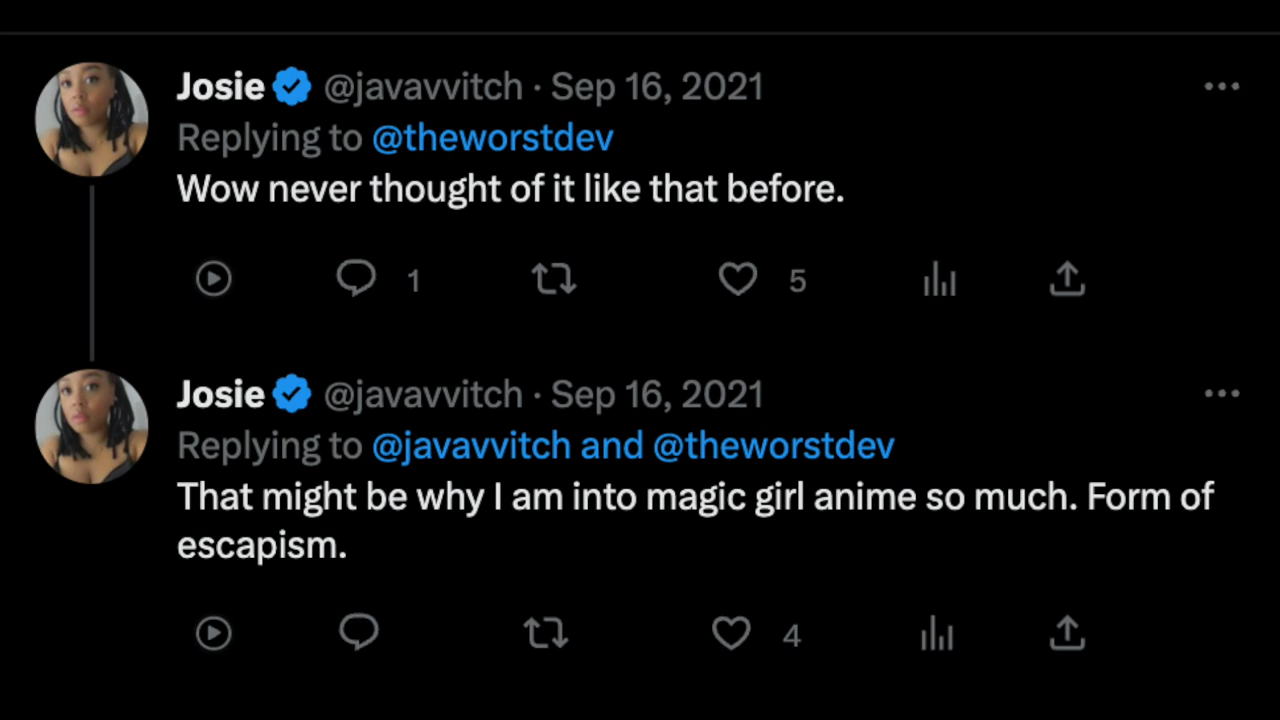 Josie @javavvitch · Sep 16, 2021
Replying to @theworstdev
Wow never thought of it like that before.
1 5
Josie @javavvitch · Sep 16, 2021
Replying to @javavvitch and @theworstdev
That might be why I am into magic girl anime so much. Form of
escapism.
4